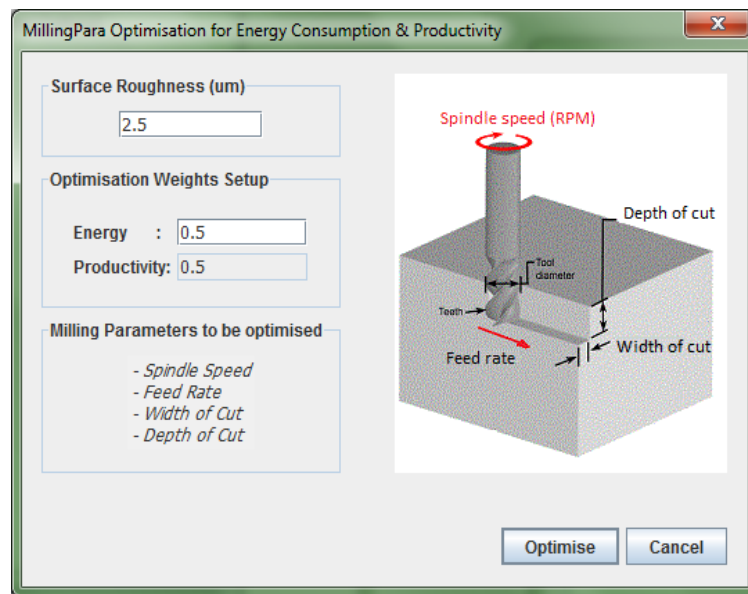 MillingPara Optimisation for Energy Consumption & Productivity
X
Surface Roughness (um)
2.5
Optimisation Weights Setup
Energy : 0.5
Productivity: 0.5
Milling Parameters to be optimised
- Spindle Speed
- Feed Rate
- Width of Cut
- Depth of Cut
Spindle speed (RPM)
Depth of cut
Tool
diameter
Teeth
Feed rate
Width of cut
Optimise
Cancel